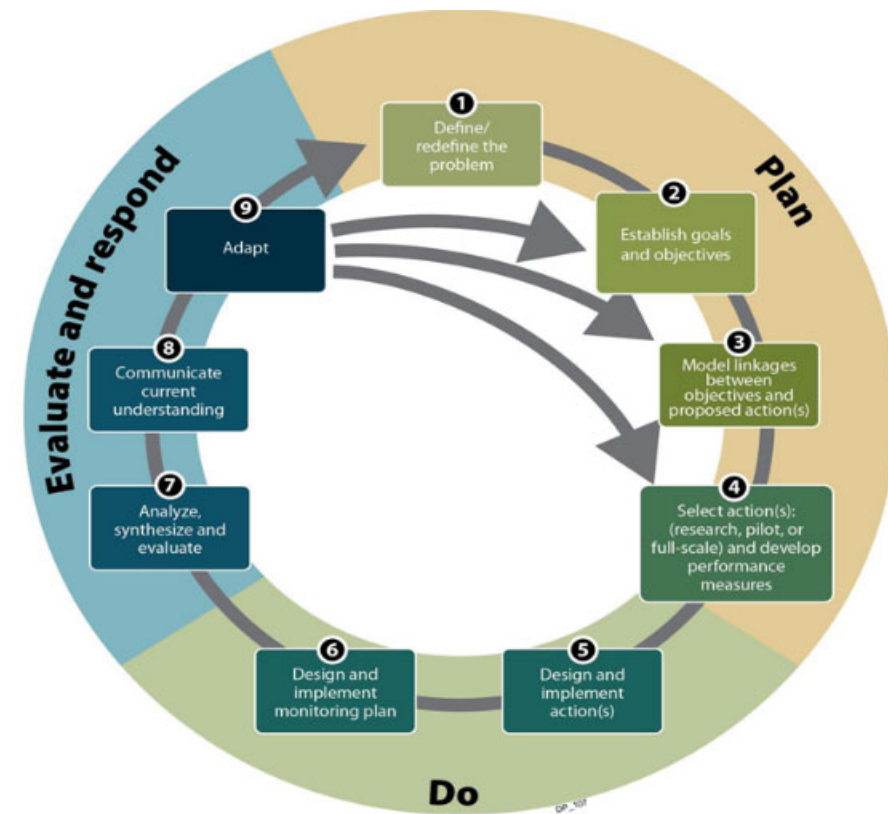 Plan
1
Define/
redefine the
problem
2
Establish goals
and objectives
3
Model linkages
between
objectives and
proposed action(s)
4
Select action(s):
(research, pilot, or
full-scale) and develop
performance
measures
Do
5
Design and
implement
action(s)
6
Design and
implement
monitoring plan
Evaluate and respond
7
Analyze,
synthesize and
evaluate
8
Communicate
current
understanding
9
Adapt
DP_107